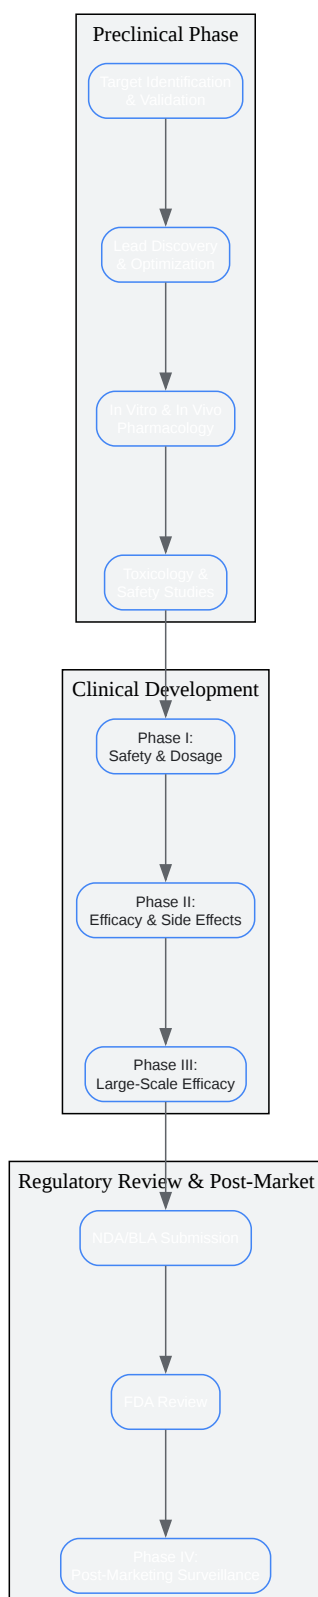 Preclinical Phase
Target Identification
& Validation
Lead Discovery
& Optimization
In Vitro & In Vivo
Pharmacology
Toxicology &
Safety Studies
Clinical Development
Phase I:
Safety & Dosage
Phase II:
Efficacy & Side Effects
Phase III:
Large-Scale Efficacy
Regulatory Review & Post-Market
NDA/BLA Submission
FDA Review
Phase IV:
Post-Marketing Surveillance